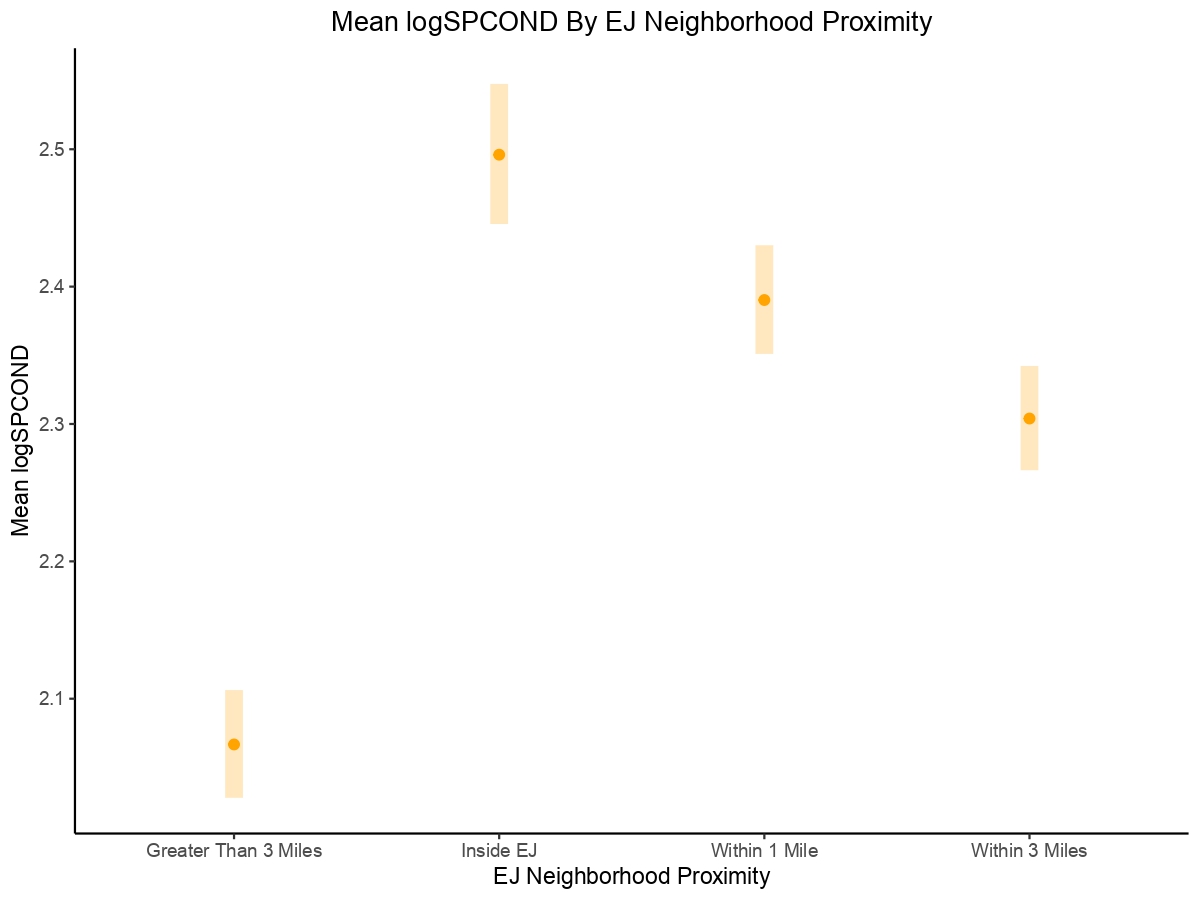 Mean logSPCOND By EJ Neighborhood Proximity
Mean logSPCOND
2.5
2.4
2.3
2.2
2.1
Greater Than 3 Miles
Inside EJ
Within 1 Mile
Within 3 Miles
EJ Neighborhood Proximity